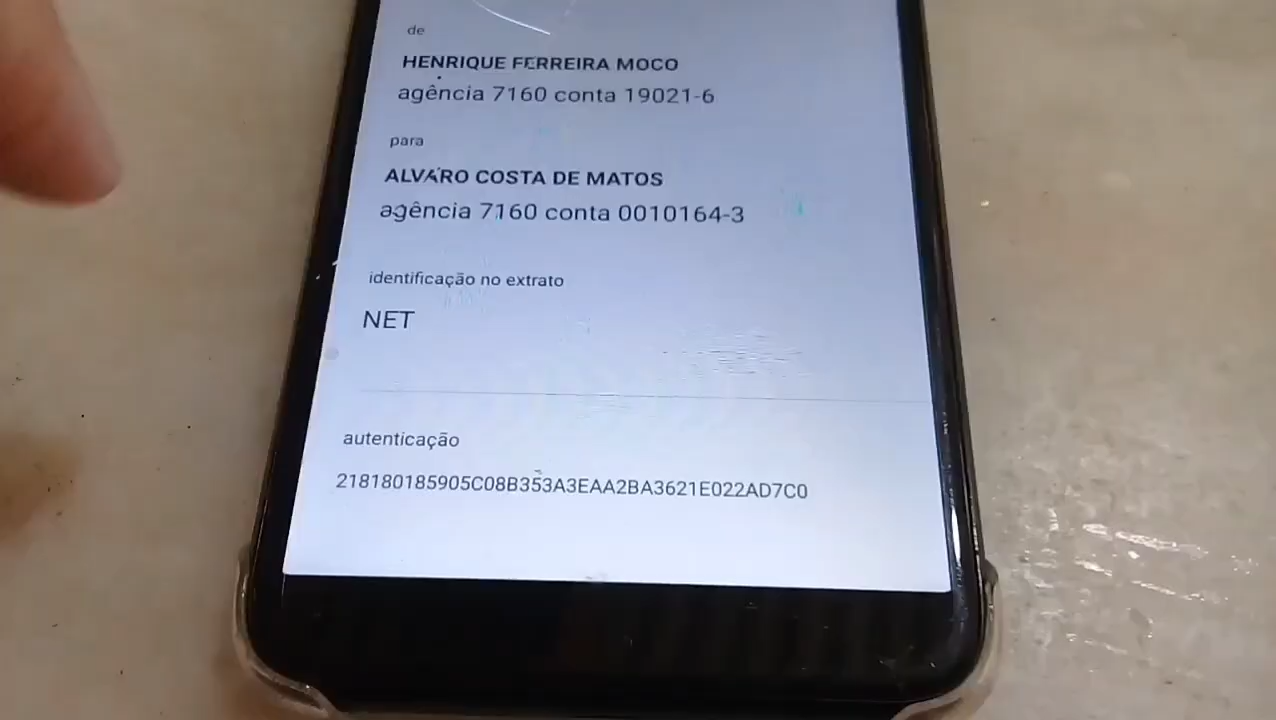 de
HENRIQUE FERREIRA MOCO
agência 7160 conta 19021-6
para
ALVARO COSTA DE MATOS
agência 7160 conta 0010164-3
identificação no extrato
NET
autenticação
218180185905C08B353A3EAA2BA3621E022AD7C0